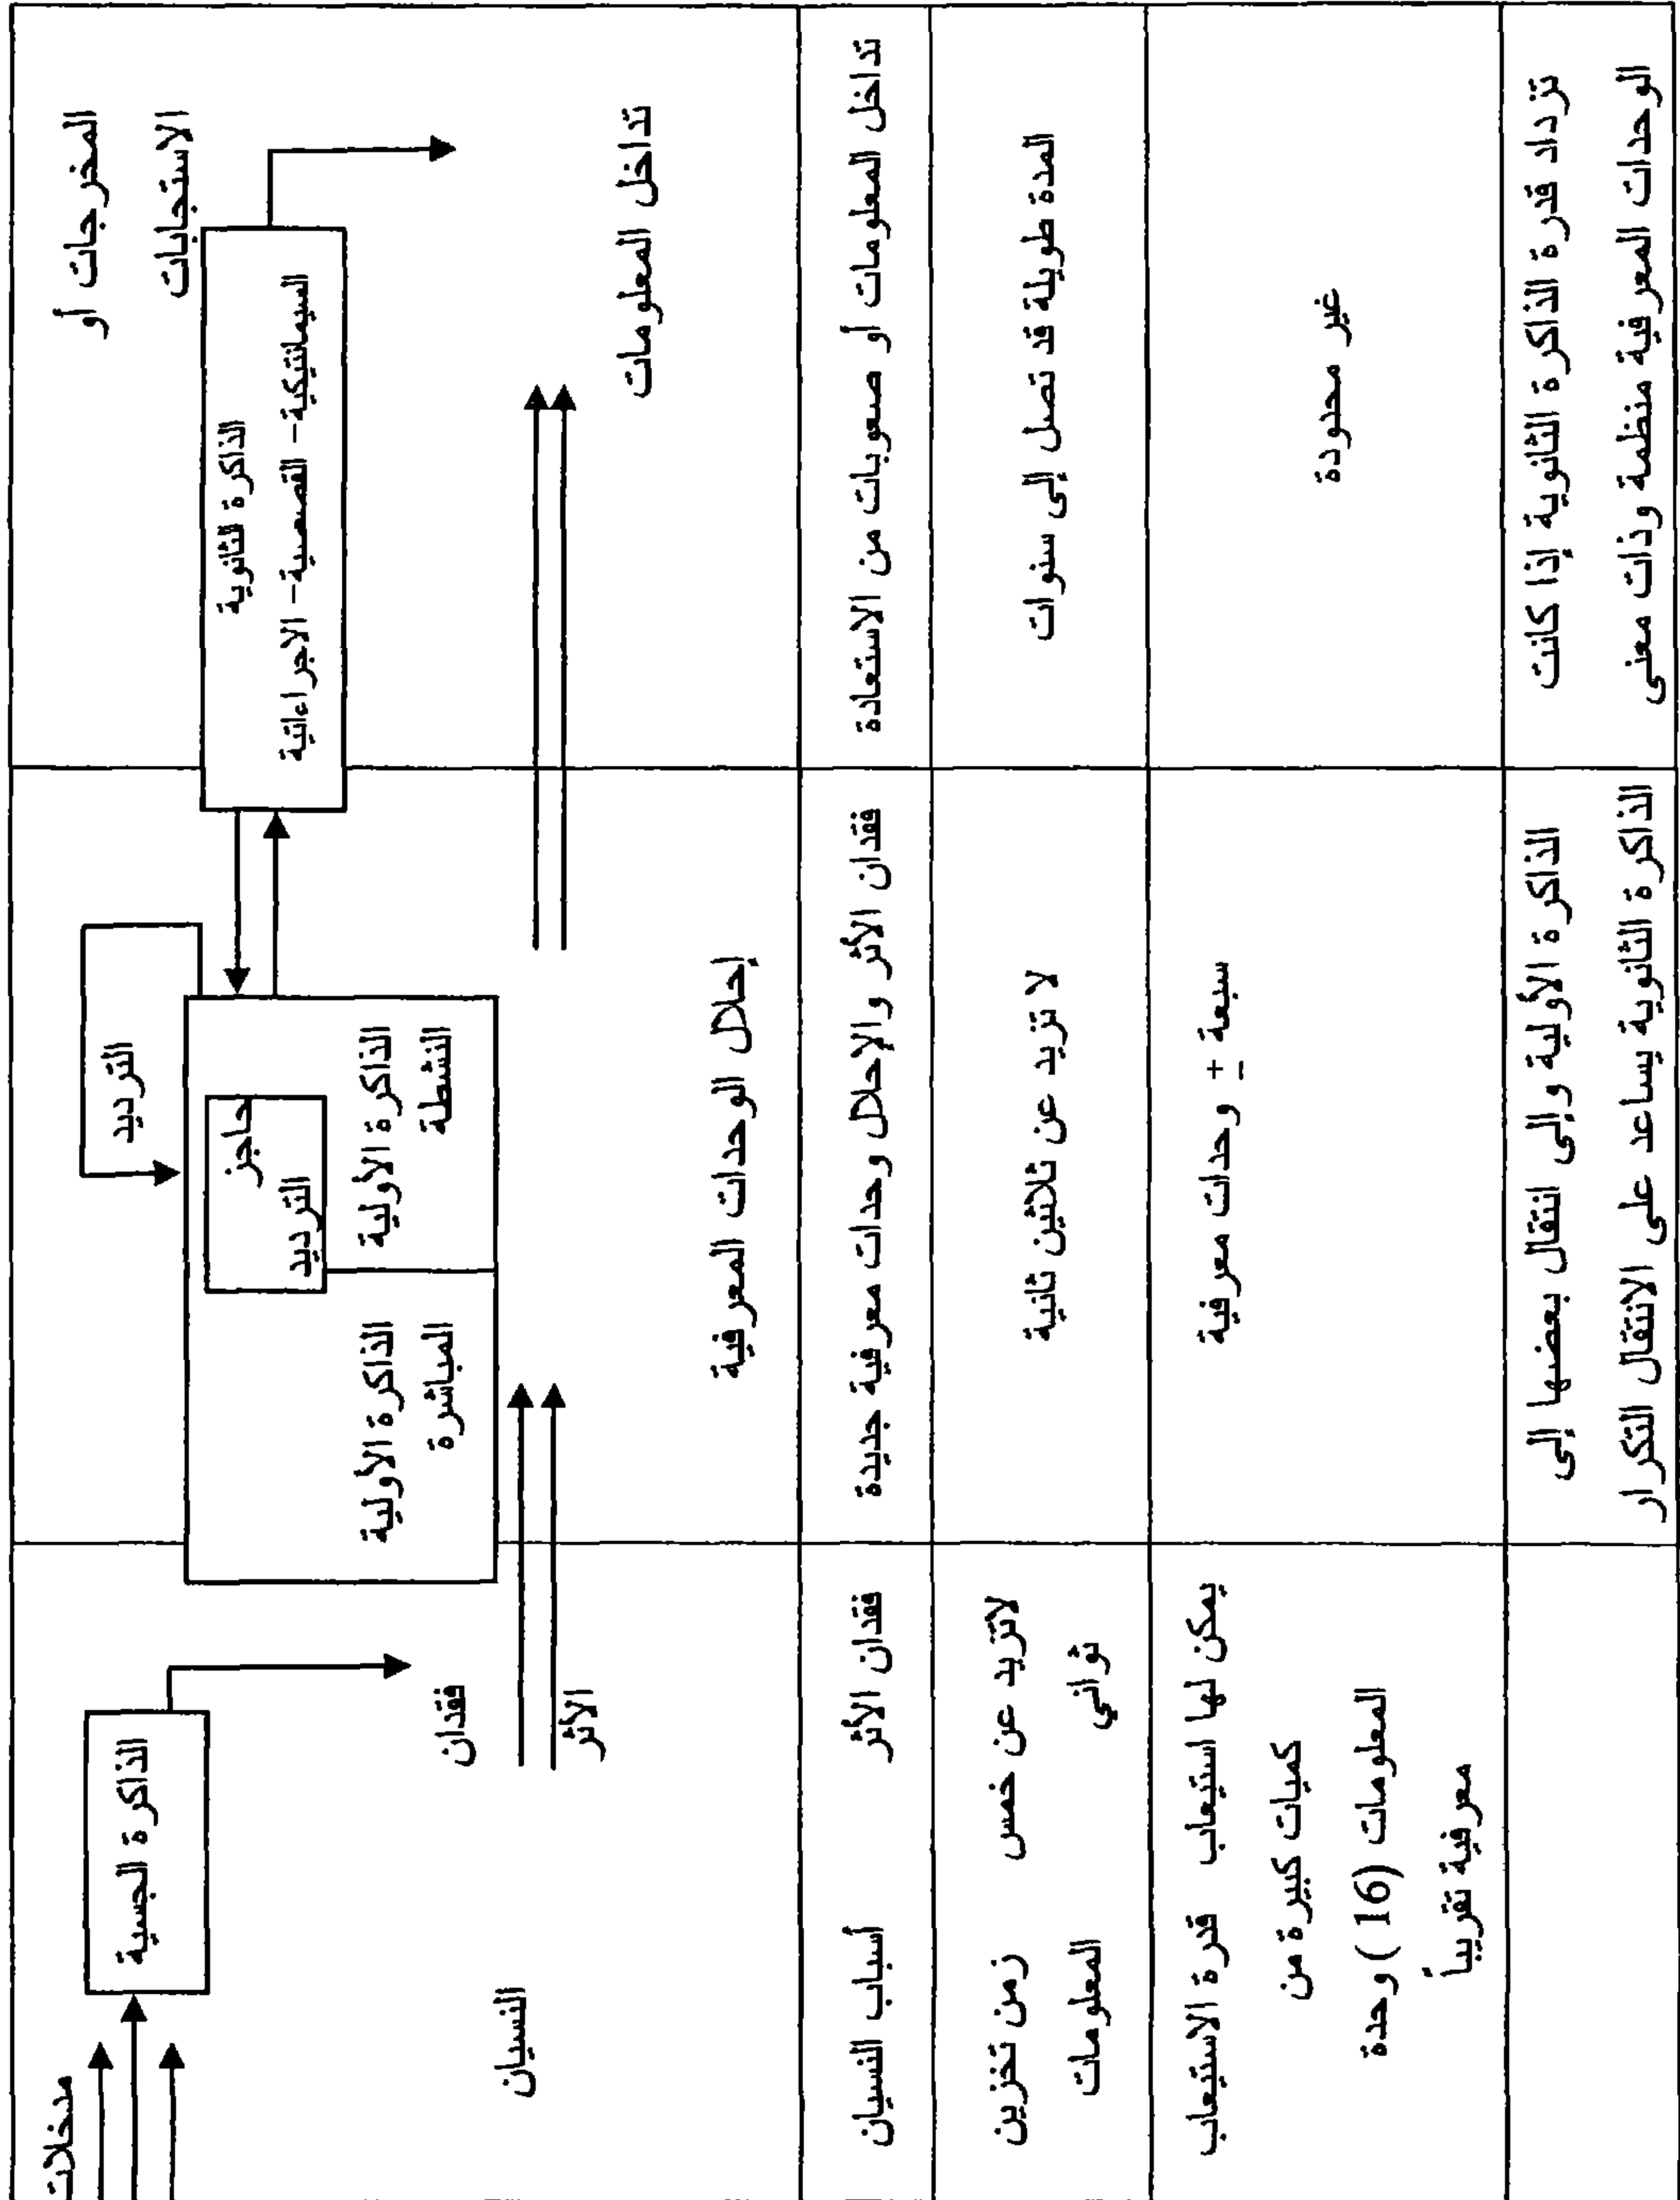 مدخلات
الذاكرة الحسية
فقدان
الأثر
النسيان
الترديد
حاجز
الترديد
الذاكرة الأولية
المباشرة
الذاكرة الأولية
النشطة
إحلال الوحدات المعرفية
الذاكرة الثانوية
السيمانتيكية - القصصية - الاجراءاتية
المخرجات أو
الاستجابات
تداخل المعلومات
أسباب النسيان
فقدان الأثر
فقدان الأثر والإحلال وحدات معرفية جديدة
تداخل المعلومات أو صعوبات من الاستعادة
زمن تخزين
المعلومات
لاتزيد عن خمس
ثواني
لا تزيد عن ثلاثين ثانية
المدة طويلة قد تصل إلى سنوات
قدرة الاستيعاب
يمكن لها استيعاب
كميات كبيرة من
المعلومات (16) وحدة
معرفية تقريباً
سبعة ± وحدات معرفية
غير محدودة
الذاكرة الأولية وإلى انتقال بعضها إلى
الذاكرة الثانوية يساعد على الانتقال التكرار
تزداد قدرة الذاكرة الثانوية إذا كانت
الوحدات المعرفية منظمة وذات معنى